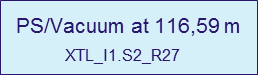 PS/Vacuum at 116,59 m
XTL_I1.S2_R27